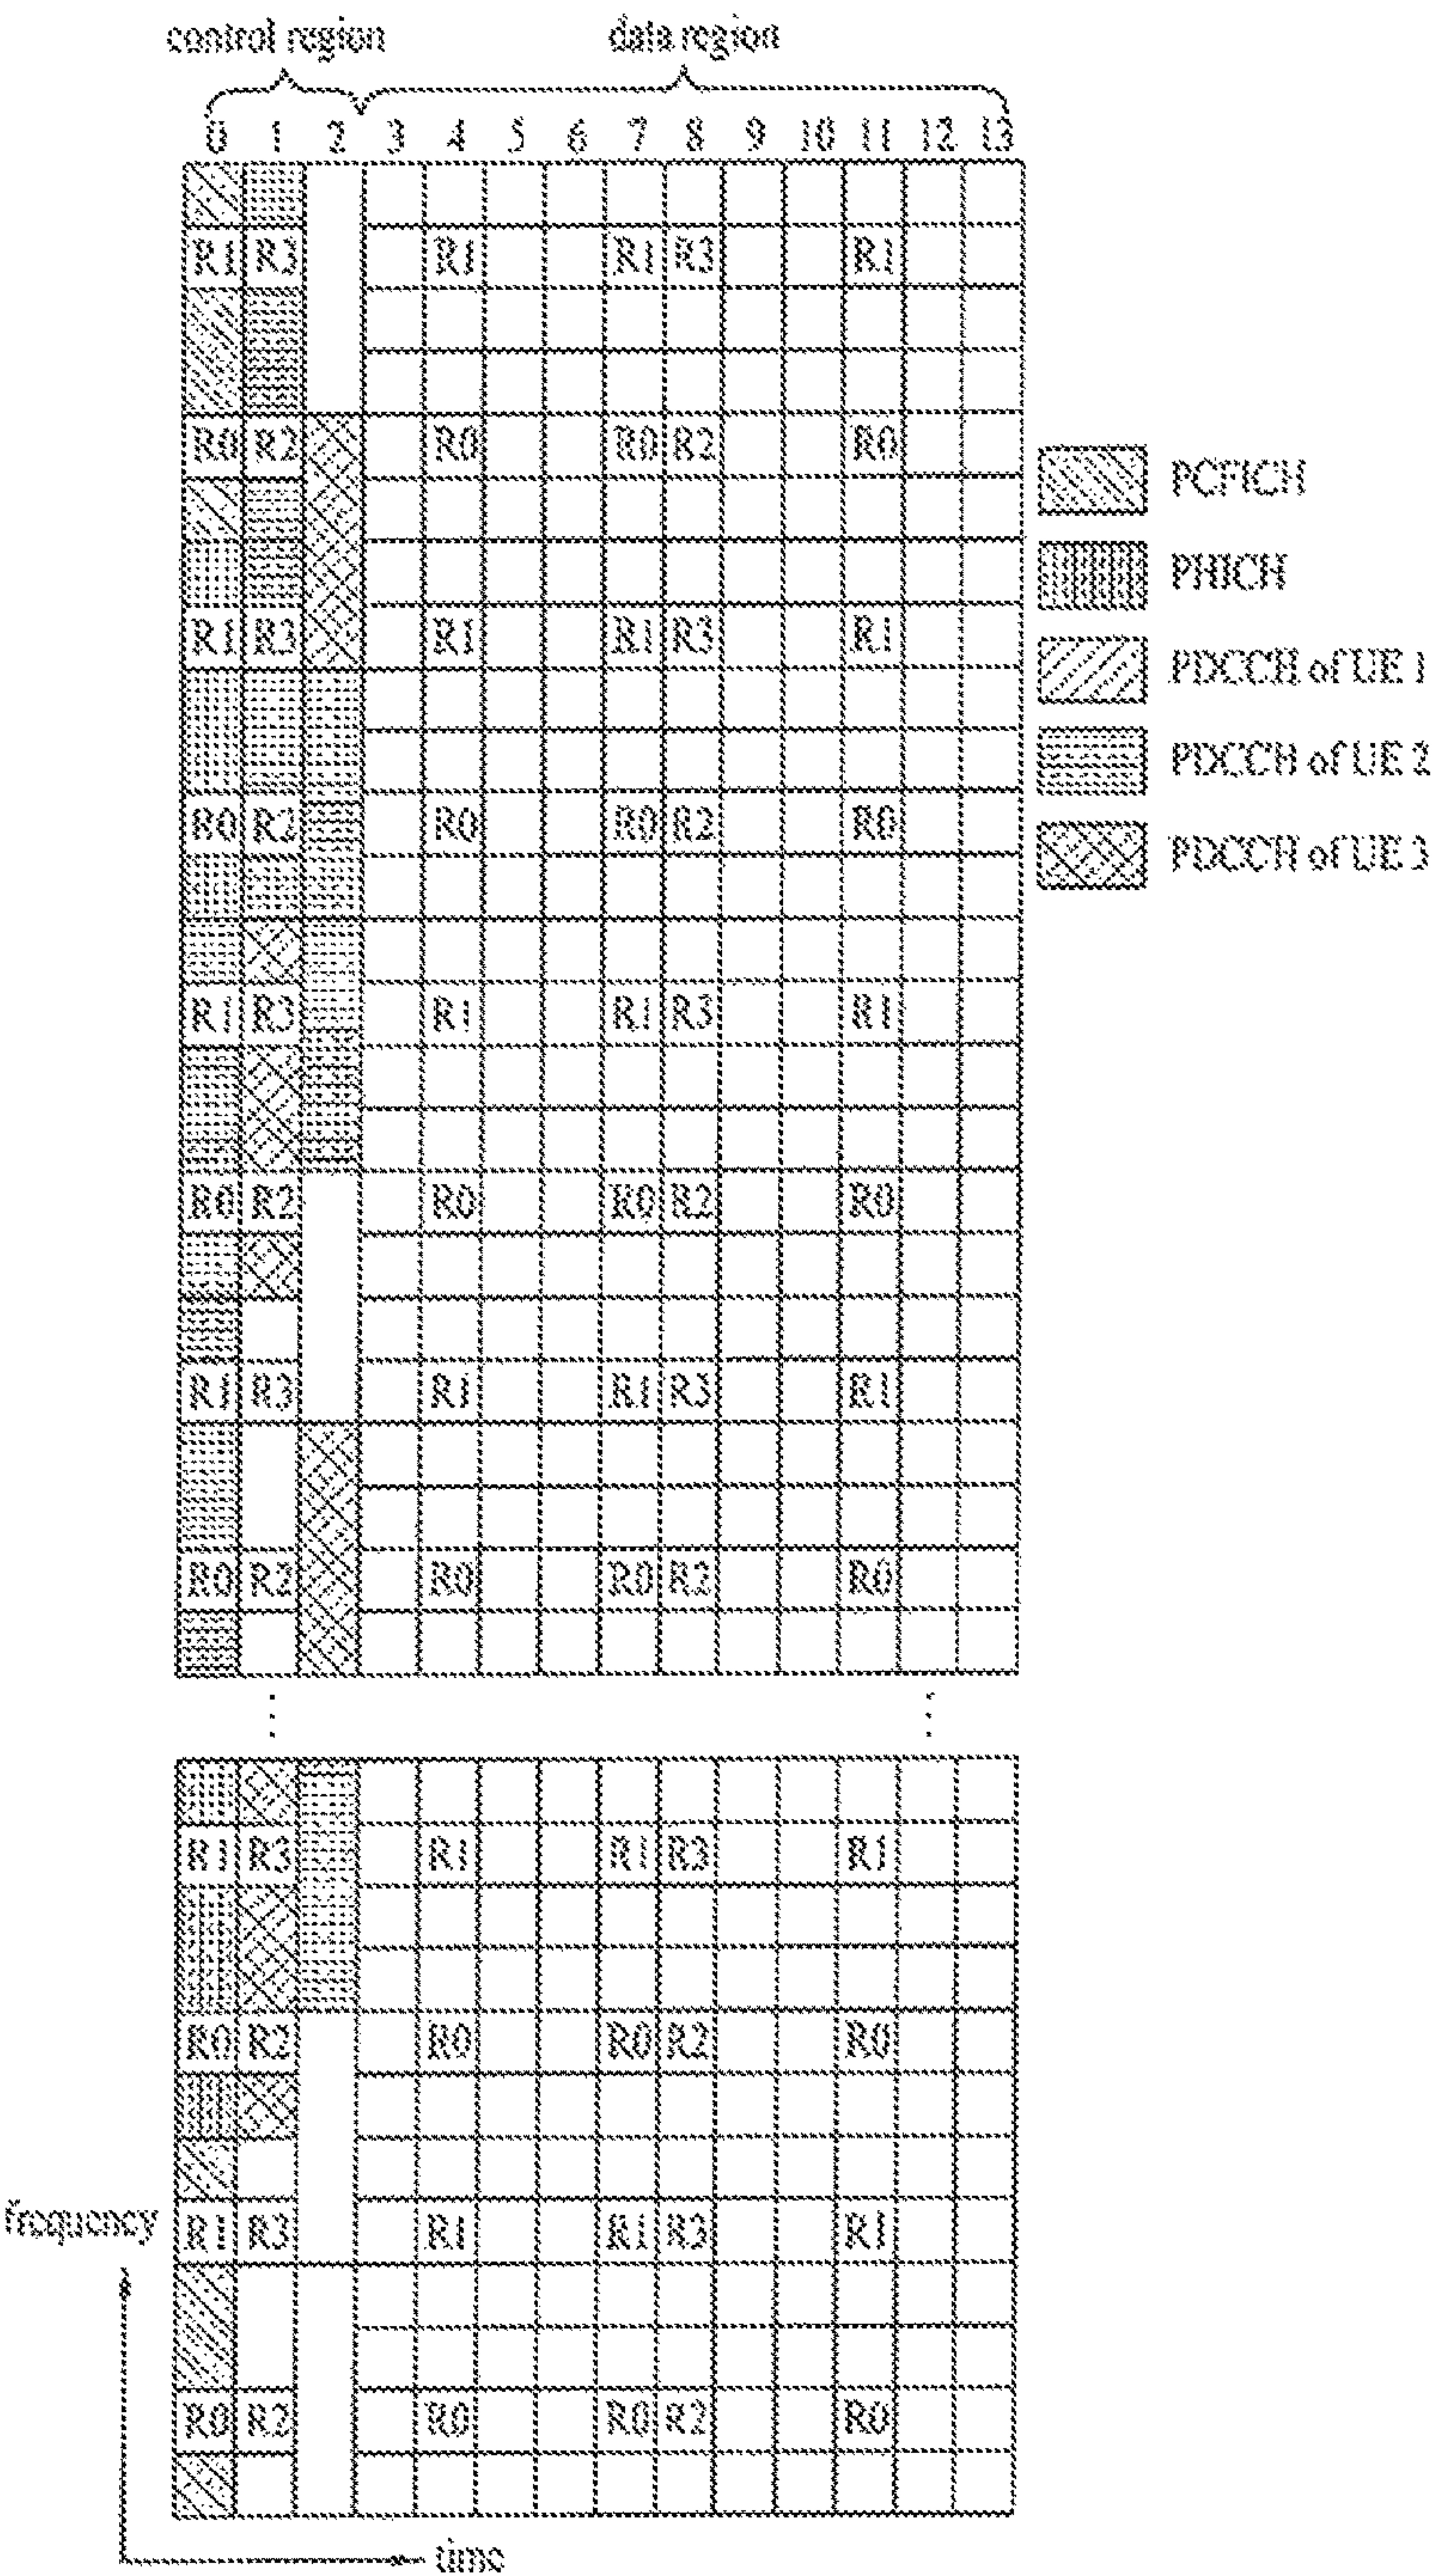 control region data region
0 1 2 3 4 5 6 7 8 9 10 11 12 13
R1 R3 R1 R1 R3 R1
R0 R2 R0 R0 R2 R0
PCFICH
PHICH
R1 R3 R1 R1 R3 R1
PDCCH of UE 1
PDCCH of UE 2
R0 R2 R0 R0 R2 R0
PDCCH of UE 3
R1 R3 R1 R1 R3 R1
R0 R2 R0 R0 R2 R0
R1 R3 R1 R1 R3 R1
R0 R2 R0 R0 R2 R0
R1 R3 R1 R1 R3 R1
R0 R2 R0 R0 R2 R0
frequency R1 R3 R1 R1 R3 R1
R0 R2 R0 R0 R2 R0
time